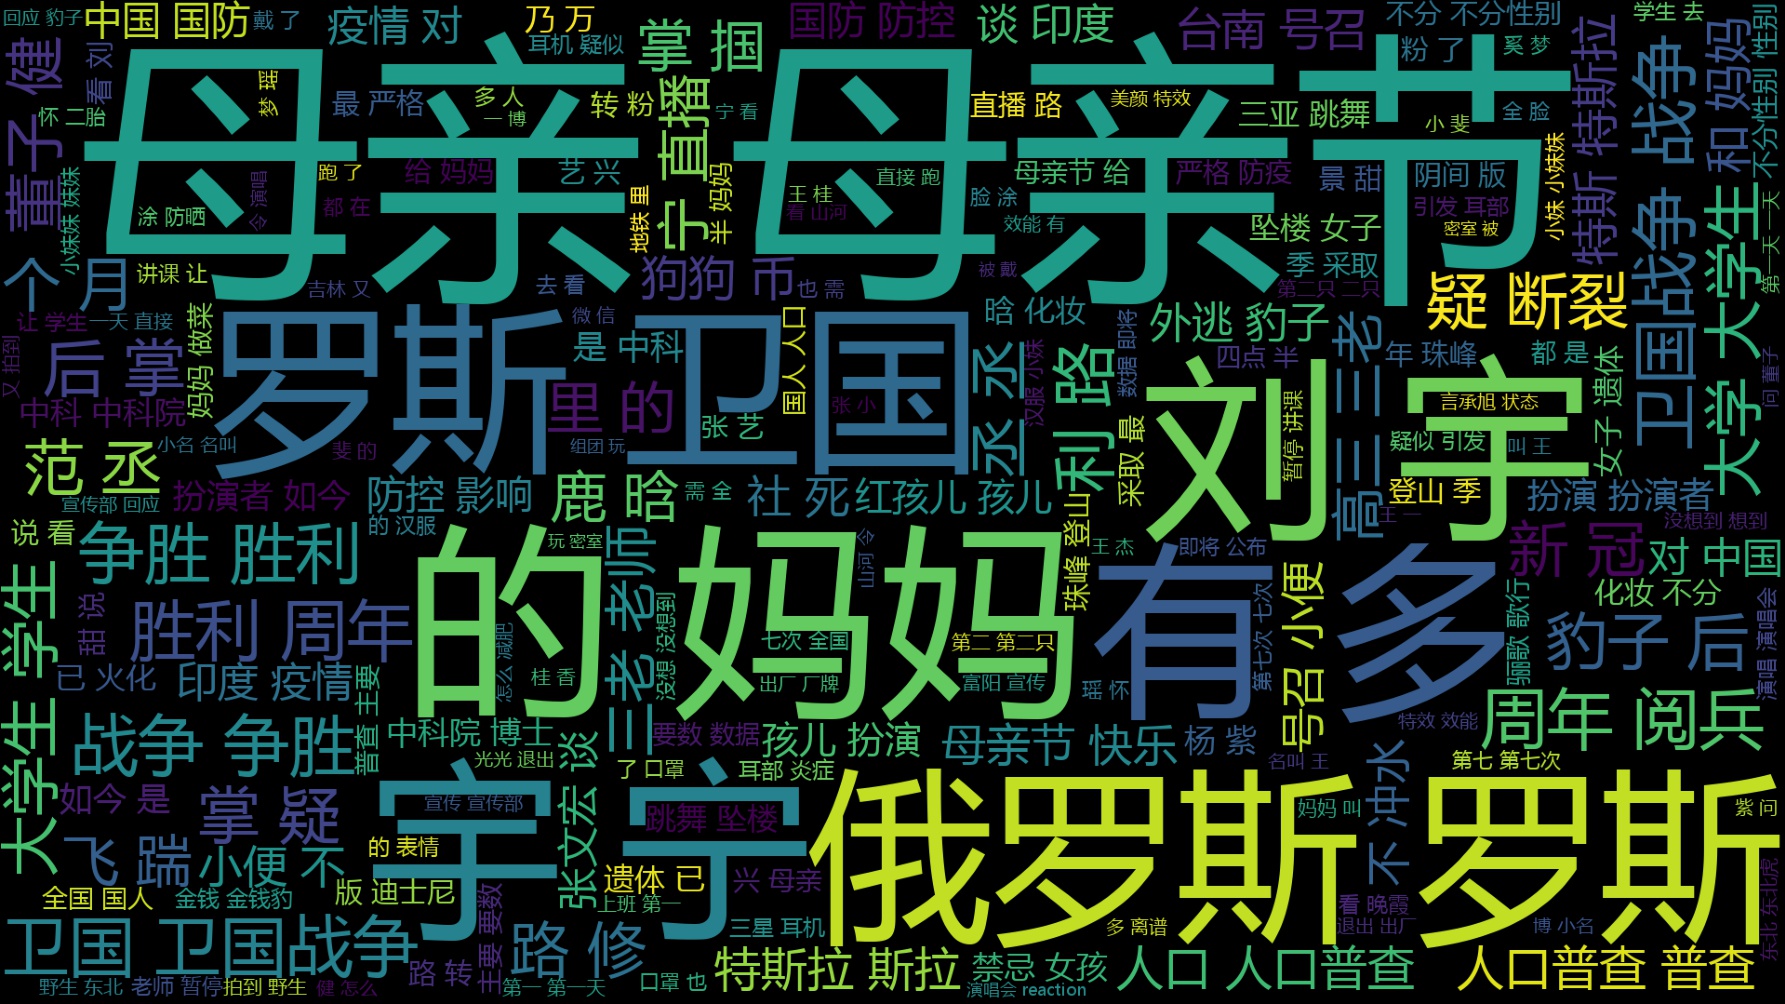 回应 豹子
中国 国防
戴 了
疫情 对
乃 万
耳机 疑似
掌 掴
国防 防控
谈 印度
台南 号召
不分 不分性别
学生 去
粉 了
奚 梦
母亲 母亲节
董子 健
看 刘
怀 二胎
梦 瑶
最 严格
多 人
一 博
转 粉
宁 看
直播 路
美颜 特效
三亚 跳舞
小 斐
全 脸
特斯 特斯拉
卫国战争 战争
和 妈妈
不分性别 性别
小妹妹 妹妹
跑 了
给 妈妈
艺 兴
宁 直播
半 妈妈
王 桂
看 山河
直接 跑
母亲节 给
严格 防疫
景 甜
阴间 版
小妹 小妹妹
涂 防晒
令 演唱
都 在
地铁 里
脸 涂
效能 有
坠楼 女子
引发 耳部
密室 被
大学 大学生
第一天 一天
个 月
讲课 让
吉林 又
去 看
狗狗 币
也 需
被 戴
季 采取
第二只 二只
疑 断裂
让 学生
一天 直接
妈妈 做菜
罗斯 卫国
微 信
是 中科
国人 人口
晗 化妆
外逃 豹子
四点 半
年 珠峰
都 是
女子 遗体
问 董子
又 拍到
后 掌
中科 中科院
里 的
张 艺
张 小
丞 丞
汉服 小妹
利 路
数据 即将
刘 宇
高三 三老
言承旭 状态
卫国 卫国战争
小名 名叫
斐 的
组团 玩
采取 最
暂停 讲课
疑似 引发
叫 王
范 丞
宣传部 回应
扮演者 如今
防控 影响
的 汉服
鹿 晗
需 全
社 死
红孩儿 孩儿
登山 季
扮演 扮演者
王 一
没想到 想到
说 看
争胜 胜利
玩 密室
三老 老师
山河 令
珠峰 登山
王 杰
即将 公布
新 冠
对 中国
大学生 学生
甜 说
胜利 周年
的 妈妈
没想 没想到
七次 全国
第二 第二只
有 多
第七次 七次
号召 小便
化妆 不分
骊歌 歌行
豹子 后
演唱 演唱会
已 火化
印度 疫情
怎么 减肥
桂 香
出厂 厂牌
富阳 宣传
瑶 怀
特效 效能
周年 阅兵
战争 争胜
普查 主要
中科院 博士
光光 退出
谈
要数 数据
孩儿 扮演
母亲节 快乐
杨 紫
名叫 王
第七 第七次
如今 是
掌 疑
宇 宁
宣传 宣传部
张文宏 谈
了 口罩
耳部 炎症
跳舞 坠楼
俄罗斯 罗斯
妈妈 叫
不 冲水
紫 问
飞 踹
小便 不
的 表情
全国 国人
金钱 金钱豹
版 迪士尼
主要 要数
遗体 已
上班 第一
兴 母亲
看 晚霞
退出 出厂
东北 东北虎
卫国 卫国战争
路 修
三星 耳机
多 离谱
博 小名
野生 东北
老师 暂停
拍到 野生
健 怎么
路 转
第一 第一天
口罩 也
特斯拉 斯拉
禁忌 女孩
演唱会 reaction
人口 人口普查
人口普查 普查